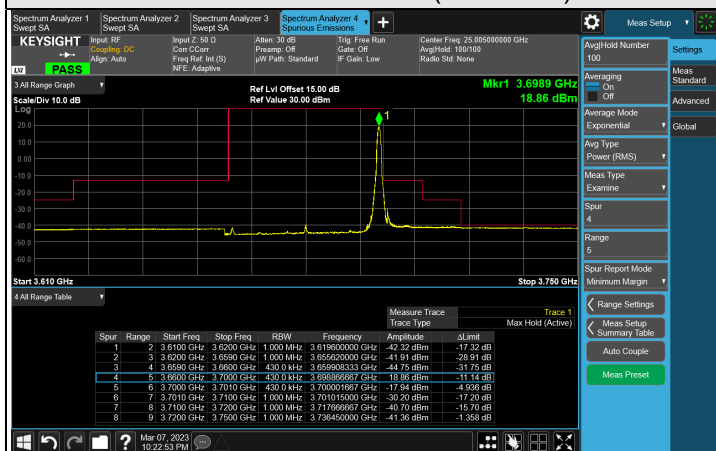 Spectrum Analyzer 1
Swept SA
Spectrum Analyzer 2
Swept SA
Spectrum Analyzer 3
Swept SA
Spectrum Analyzer 4
Spurious Emissions
Meas Setup
KEYSIGHT
LXI PASS
Input: RF
Coupling: DC
Align: Auto
Input Z: 50 Ω
Corr CCorr
Freq Ref: Int (S)
NFE: Adaptive
Atten: 30 dB
Preamp: Off
µW Path: Standard
Trig: Free Run
Gate: Off
IF Gain: Low
Center Freq: 25.005000000 GHz
Avg|Hold: 100/100
Radio Std: None
3 All Range Graph
Scale/Div 10.0 dB
Ref Lvl Offset 15.00 dB
Ref Value 30.00 dBm
Mkr1 3.6989 GHz
18.86 dBm
Log
20.0
10.0
0.00
-10.0
-20.0
-30.0
-40.0
-50.0
-60.0
1
Start 3.610 GHz
Stop 3.750 GHz
4 All Range Table
Measure Trace Trace 1
Trace Type Max Hold (Active)
Spur Range Start Freq Stop Freq RBW Frequency Amplitude ΔLimit
1 2 3.6100 GHz 3.6200 GHz 1.000 MHz 3.619600000 GHz -42.32 dBm -17.32 dB
2 3 3.6200 GHz 3.6590 GHz 1.000 MHz 3.655620000 GHz -41.91 dBm -28.91 dB
3 4 3.6590 GHz 3.6600 GHz 430.0 kHz 3.659908333 GHz -44.75 dBm -31.75 dB
4 5 3.6600 GHz 3.7000 GHz 430.0 kHz 3.698866667 GHz 18.86 dBm -11.14 dB
5 6 3.7000 GHz 3.7010 GHz 430.0 kHz 3.700001667 GHz -17.94 dBm -4.936 dB
6 7 3.7010 GHz 3.7100 GHz 1.000 MHz 3.701015000 GHz -30.20 dBm -17.20 dB
7 8 3.7100 GHz 3.7200 GHz 1.000 MHz 3.717666667 GHz -40.70 dBm -15.70 dB
8 9 3.7200 GHz 3.7500 GHz 1.000 MHz 3.736450000 GHz -41.36 dBm -1.358 dB
Avg|Hold Number
100
Averaging
On
Off
Average Mode
Exponential
Avg Type
Power (RMS)
Meas Type
Examine
Spur
4
Range
5
Spur Report Mode
Minimum Margin
Range Settings
Meas Setup
Summary Table
Auto Couple
Meas Preset
Settings
Meas
Standard
Advanced
Global
?
Mar 07, 2023
10:22:53 PM